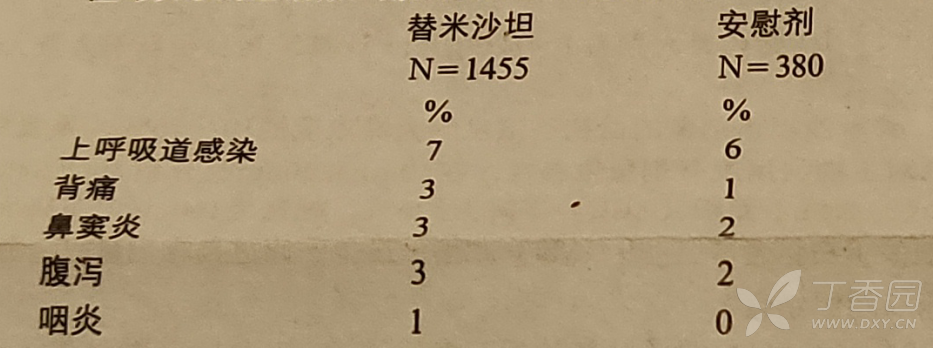 替米沙坦 安慰剂
N=1455 N=380
% %
上呼吸道感染 7 6
背痛 3 1
鼻窦炎 3 2
腹泻 3 2
咽炎 1 0
丁香园
WWW.DXY.CN